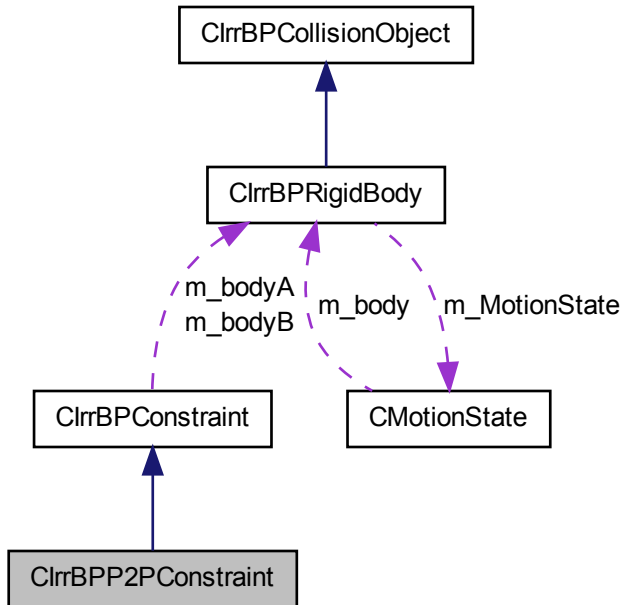 CIrrBPCollisionObject
CIrrBPRigidBody
m_bodyA
m_bodyB
m_body
m_MotionState
CIrrBPConstraint
CMotionState
CIrrBPP2PConstraint